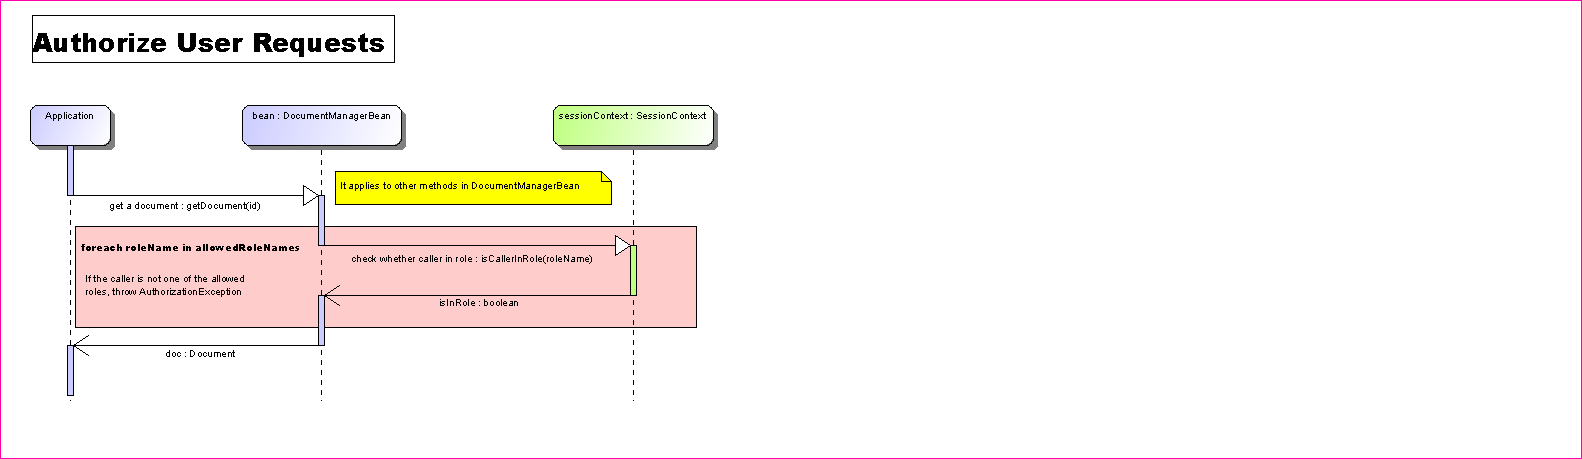 Authorize User Requests
Application
bean : DocumentManagerBean
sessionContext : SessionContext
It applies to other methods in DocumentManagerBean
get a document : getDocument(id)
foreach roleName in allowedRoleNames
check whether caller in role : isCallerInRole(roleName)
If the caller is not one of the allowed
roles, throw AuthorizationException
isInRole : boolean
doc : Document